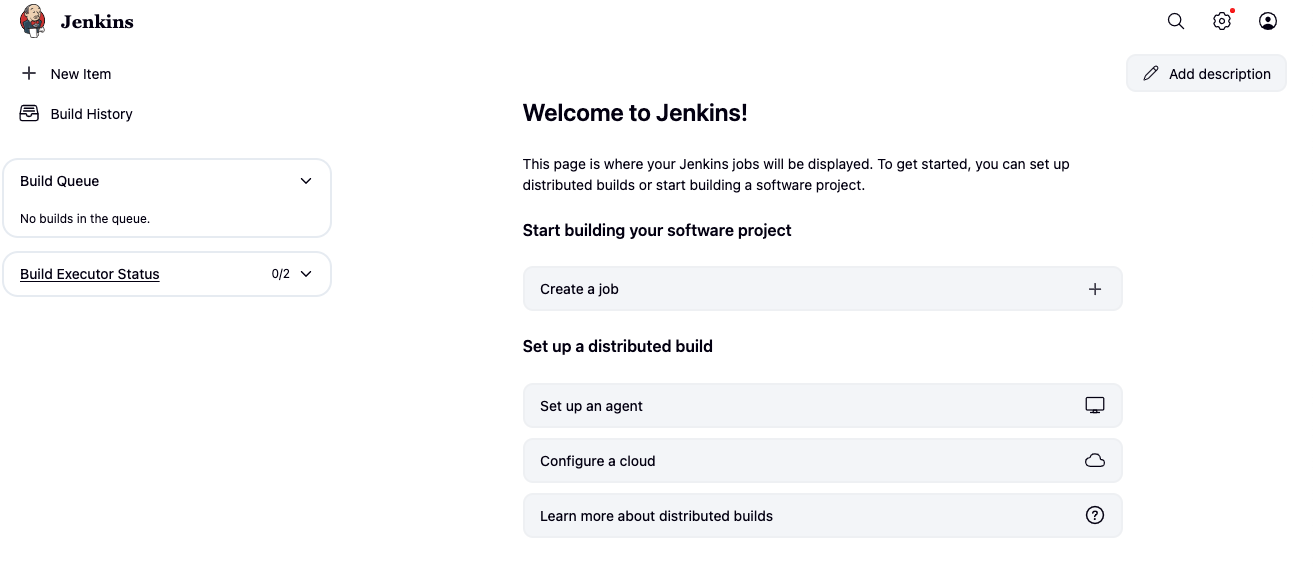 Jenkins
New Item
Build History
Add description
Build Queue
No builds in the queue.
Build Executor Status 0/2
Welcome to Jenkins!
This page is where your Jenkins jobs will be displayed. To get started, you can set up
distributed builds or start building a software project.
Start building your software project
Create a job
Set up a distributed build
Set up an agent
Configure a cloud
Learn more about distributed builds